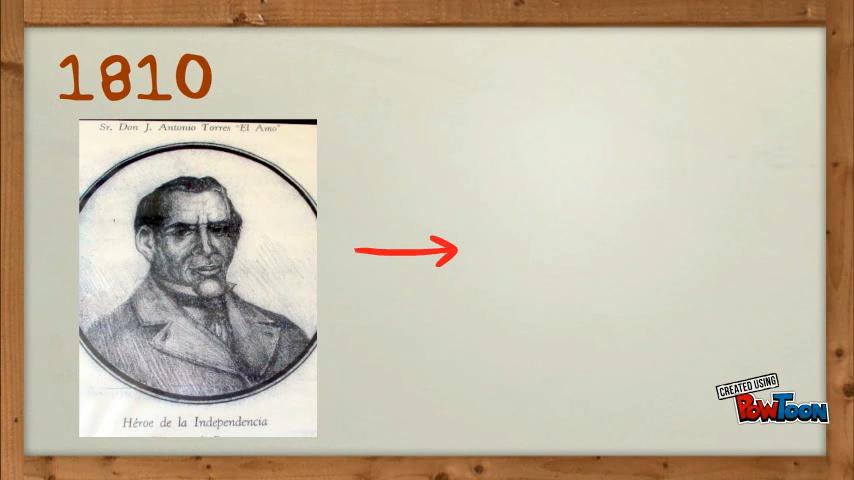 1810
Sr. Don J. Antonio Torres "El Amo"
Héroe de la Independencia
CREATED USING
POWTOON